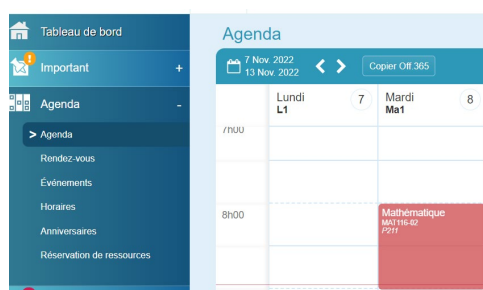 Tableau de bord
Important +
Agenda -
> Agenda
Rendez-vous
Événements
Horaires
Anniversaires
Réservation de ressources
Agenda
7 Nov. 2022
13 Nov. 2022
Copier Off.365
Lundi 7
L1
Mardi 8
Ma1
7h00
8h00
Mathématique
MAT116-02
P211